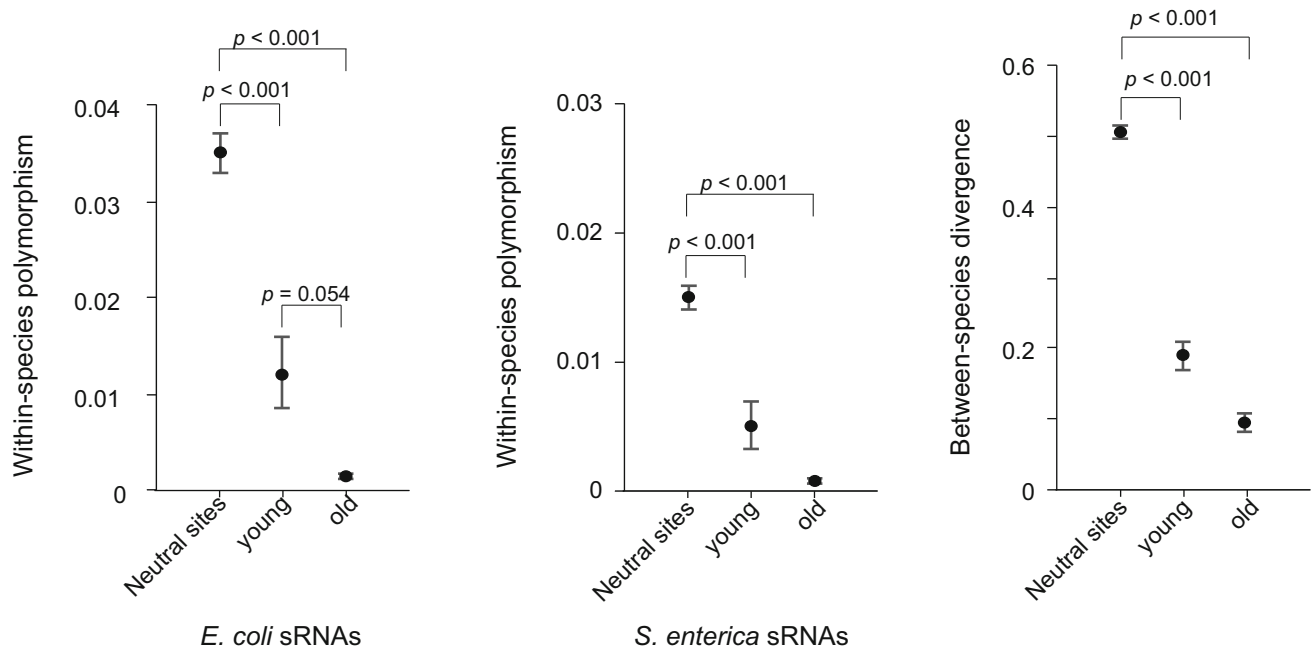 Within-species polymorphism
0.04
0.03
0.02
0.01
0
p < 0.001
p < 0.001
p = 0.054
Neutral sites
young
old
E. coli sRNAs
Within-species polymorphism
0.03
0.02
0.01
0
p < 0.001
p < 0.001
Neutral sites
young
old
S. enterica sRNAs
Between-species divergence
0.6
0.4
0.2
0
p < 0.001
p < 0.001
Neutral sites
young
old